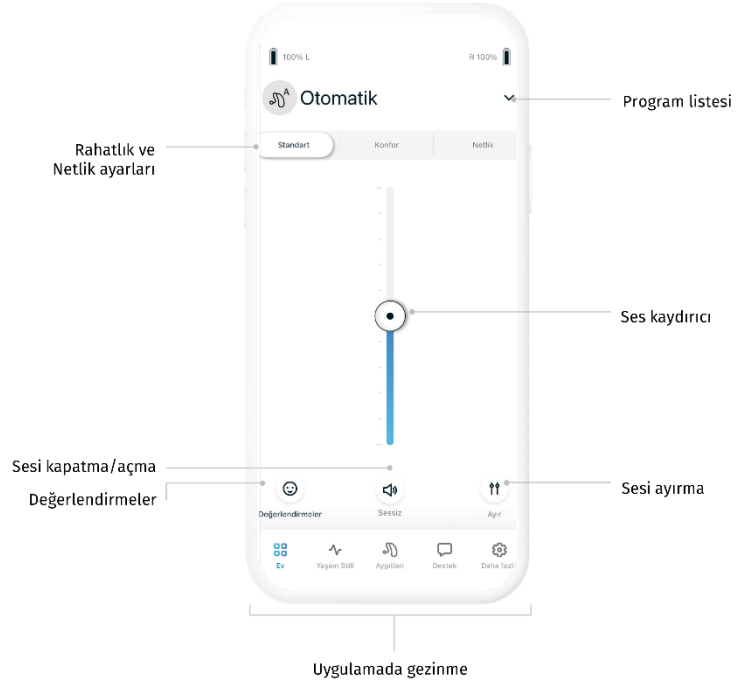 100% L
R 100%
Otomatik
Program listesi
Standart
Konfor
Netlik
Rahatlık ve
Netlik ayarları
Ses kaydırıcı
Sesi kapatma/açma
Değerlendirmeler
Sesi ayırma
Değerlendirmeler
Sessiz
Ayır
Ev
Yaşam Stili
Aygıtları
Destek
Daha fazl
Uygulamada gezinme